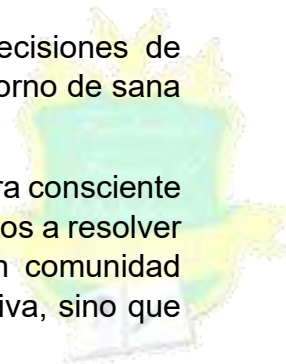 ecisiones de
orno de sana
ra consciente
os a resolver
n comunidad
iva, sino que